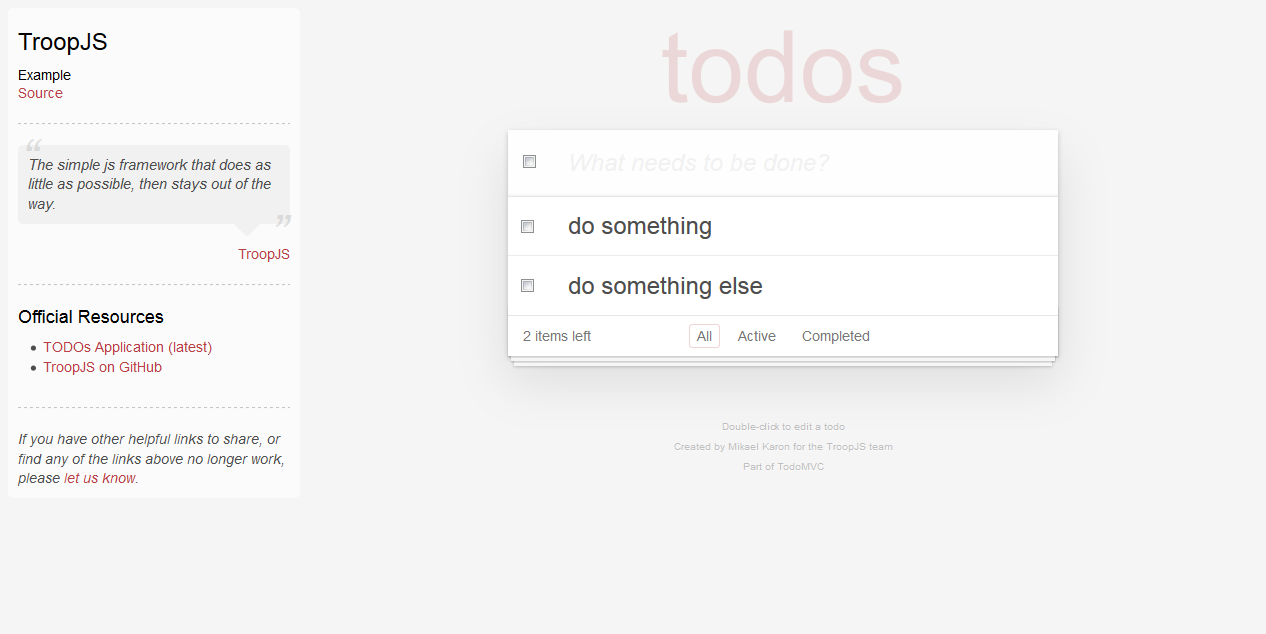 TroopJS
Example
Source
“
The simple js framework that does as
little as possible, then stays out of the
way.
”
TroopJS
Official Resources
• TODOs Application (latest)
• TroopJS on GitHub
If you have other helpful links to share, or
find any of the links above no longer work,
please let us know.
todos
What needs to be done?
do something
do something else
2 items left All Active Completed
Double-click to edit a todo
Created by Mikael Karon for the TroopJS team
Part of TodoMVC